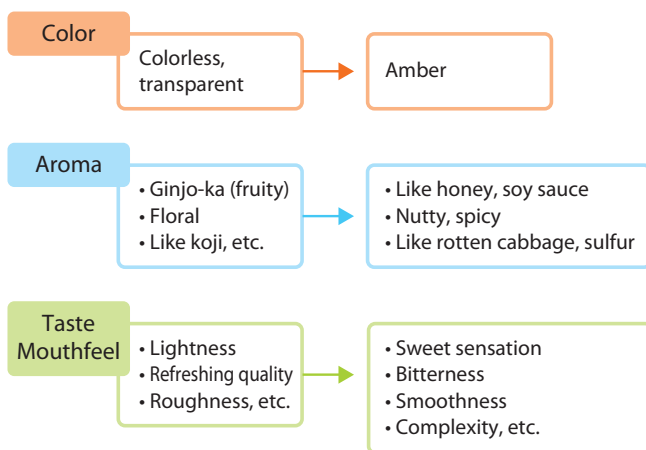 Color
Colorless,
transparent
Amber
Aroma
• Ginjo-ka (fruity)
• Floral
• Like koji, etc.
• Like honey, soy sauce
• Nutty, spicy
• Like rotten cabbage, sulfur
Taste
Mouthfeel
• Lightness
• Refreshing quality
• Roughness, etc.
• Sweet sensation
• Bitterness
• Smoothness
• Complexity, etc.